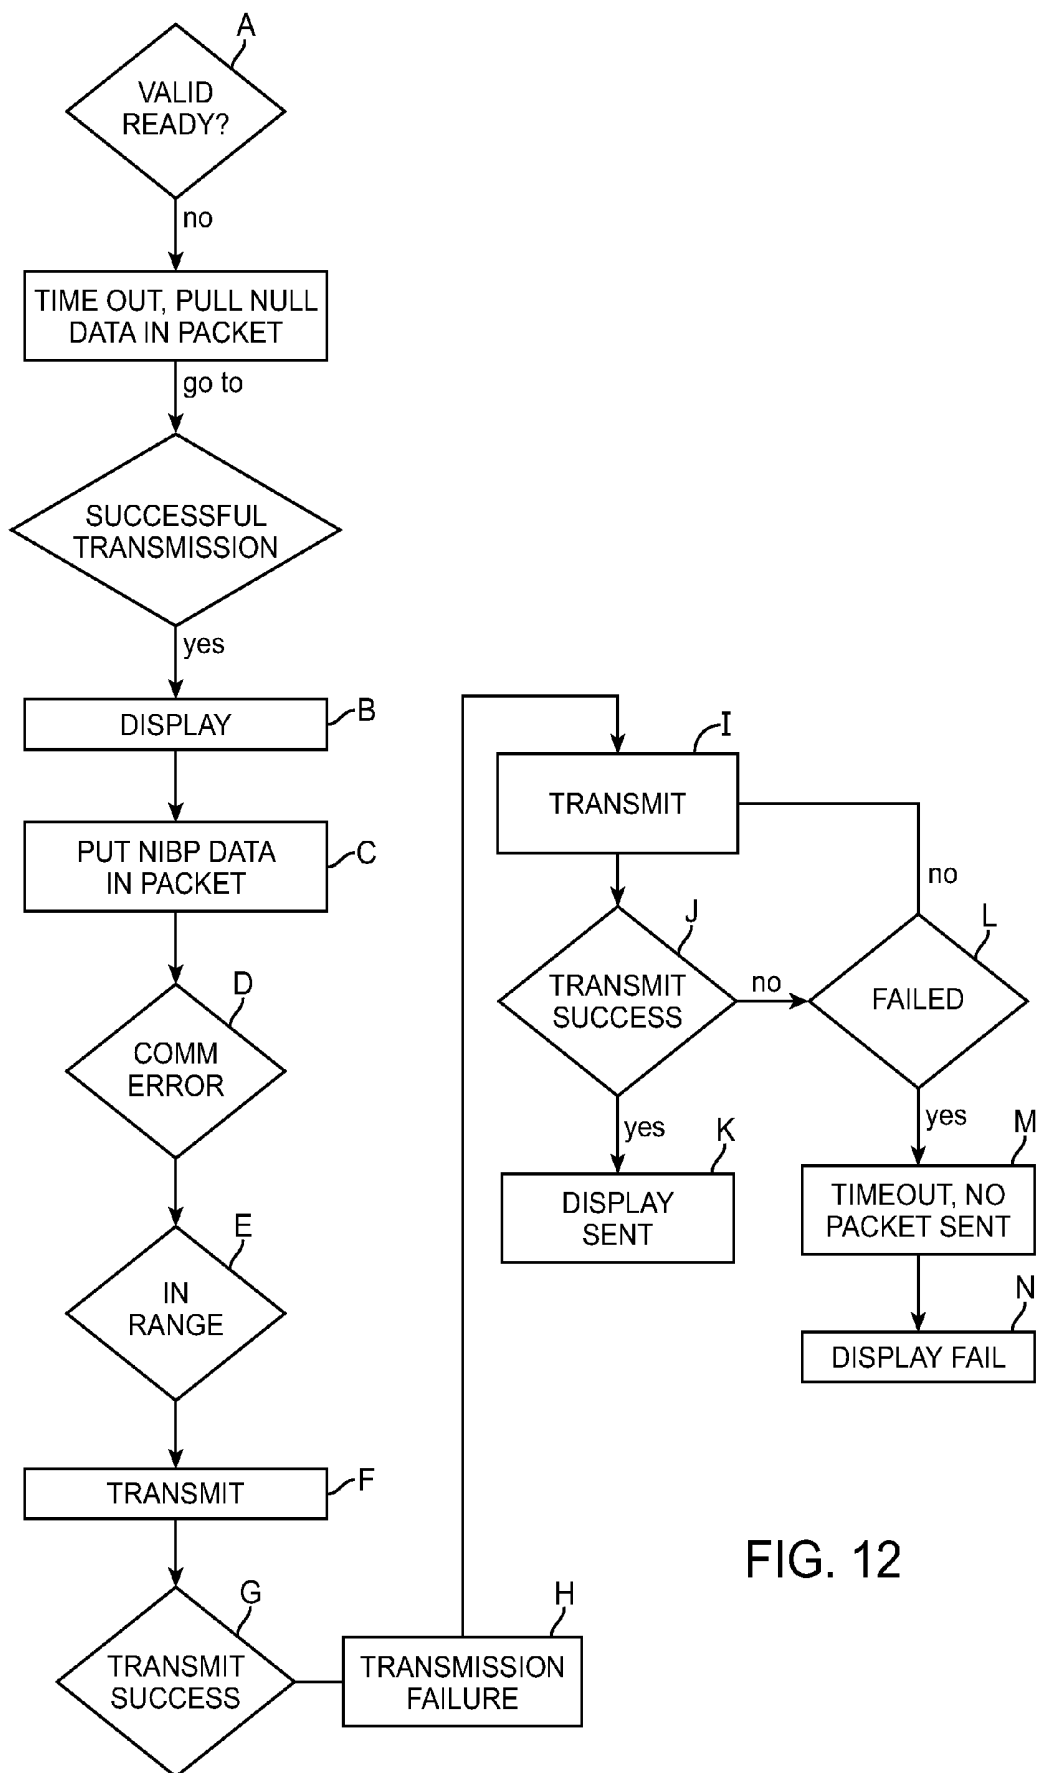 A
VALID
READY?
no
TIME OUT, PULL NULL
DATA IN PACKET
go to
SUCCESSFUL
TRANSMISSION
yes
DISPLAY
B
PUT NIBP DATA
IN PACKET
C
D
COMM
ERROR
E
IN
RANGE
TRANSMIT
F
G
TRANSMIT
SUCCESS
H
TRANSMISSION
FAILURE
I
TRANSMIT
J
TRANSMIT
SUCCESS
no
yes
K
DISPLAY
SENT
no
L
FAILED
yes
M
TIMEOUT, NO
PACKET SENT
N
DISPLAY FAIL
FIG. 12